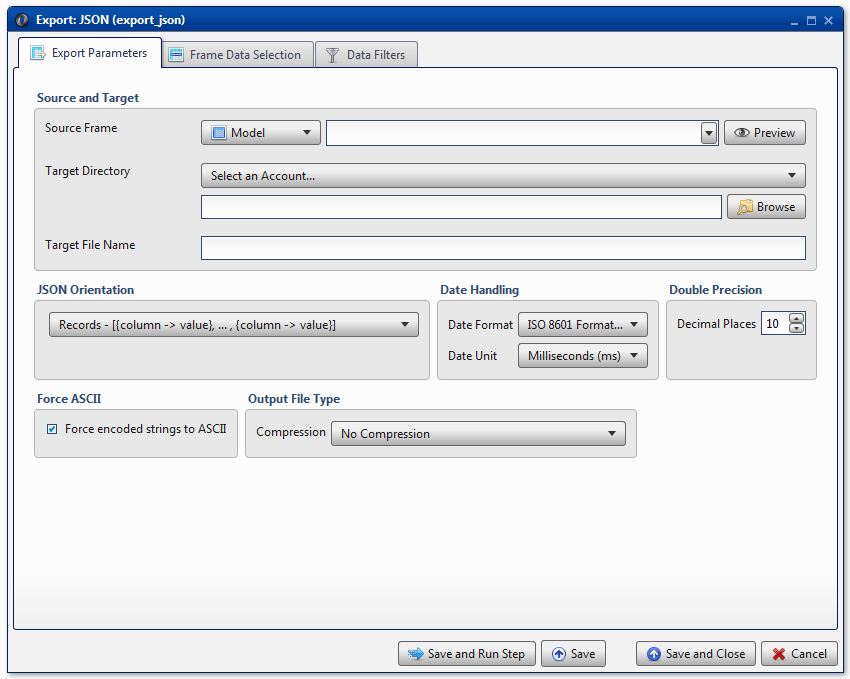 Export: JSON (export_json)
Export Parameters
Frame Data Selection
Data Filters
Source and Target
Source Frame
Model
Preview
Target Directory
Select an Account...
Browse
Target File Name
JSON Orientation
Date Handling
Double Precision
Records - [{column -> value}, ... , {column -> value}]
Date Format
ISO 8601 Format...
Decimal Places
10
Date Unit
Milliseconds (ms)
Force ASCII
Output File Type
Force encoded strings to ASCII
Compression
No Compression
Save and Run Step
Save
Save and Close
Cancel